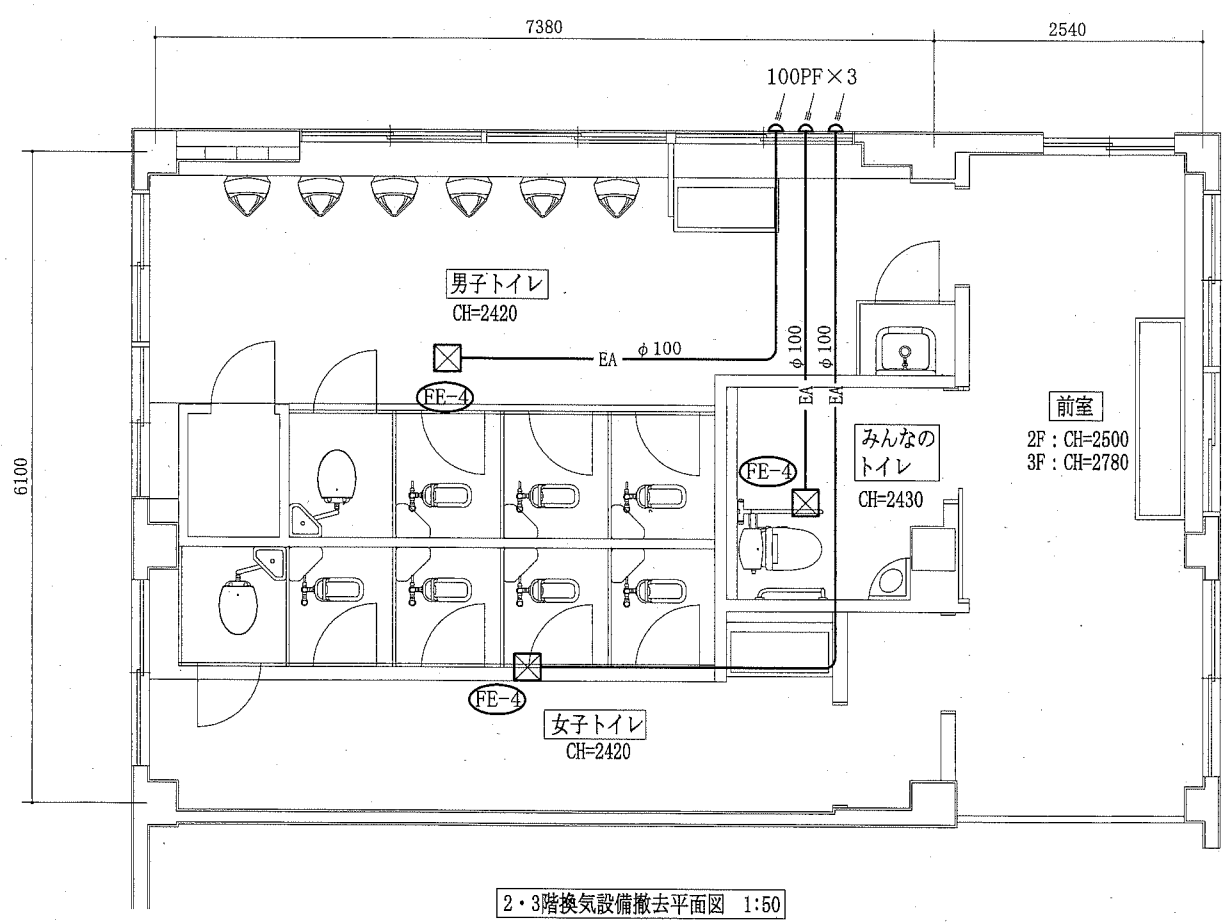 7380
2540
100PF×3
6100
男子トイレ
CH=2420
EA
φ100
φ100
φ100
EA
EA
FE-4
前室
2F：CH=2500
3F：CH=2780
みんなの
トイレ
CH=2430
FE-4
FE-4
女子トイレ
CH=2420
2・3階換気設備撤去平面図 1:50